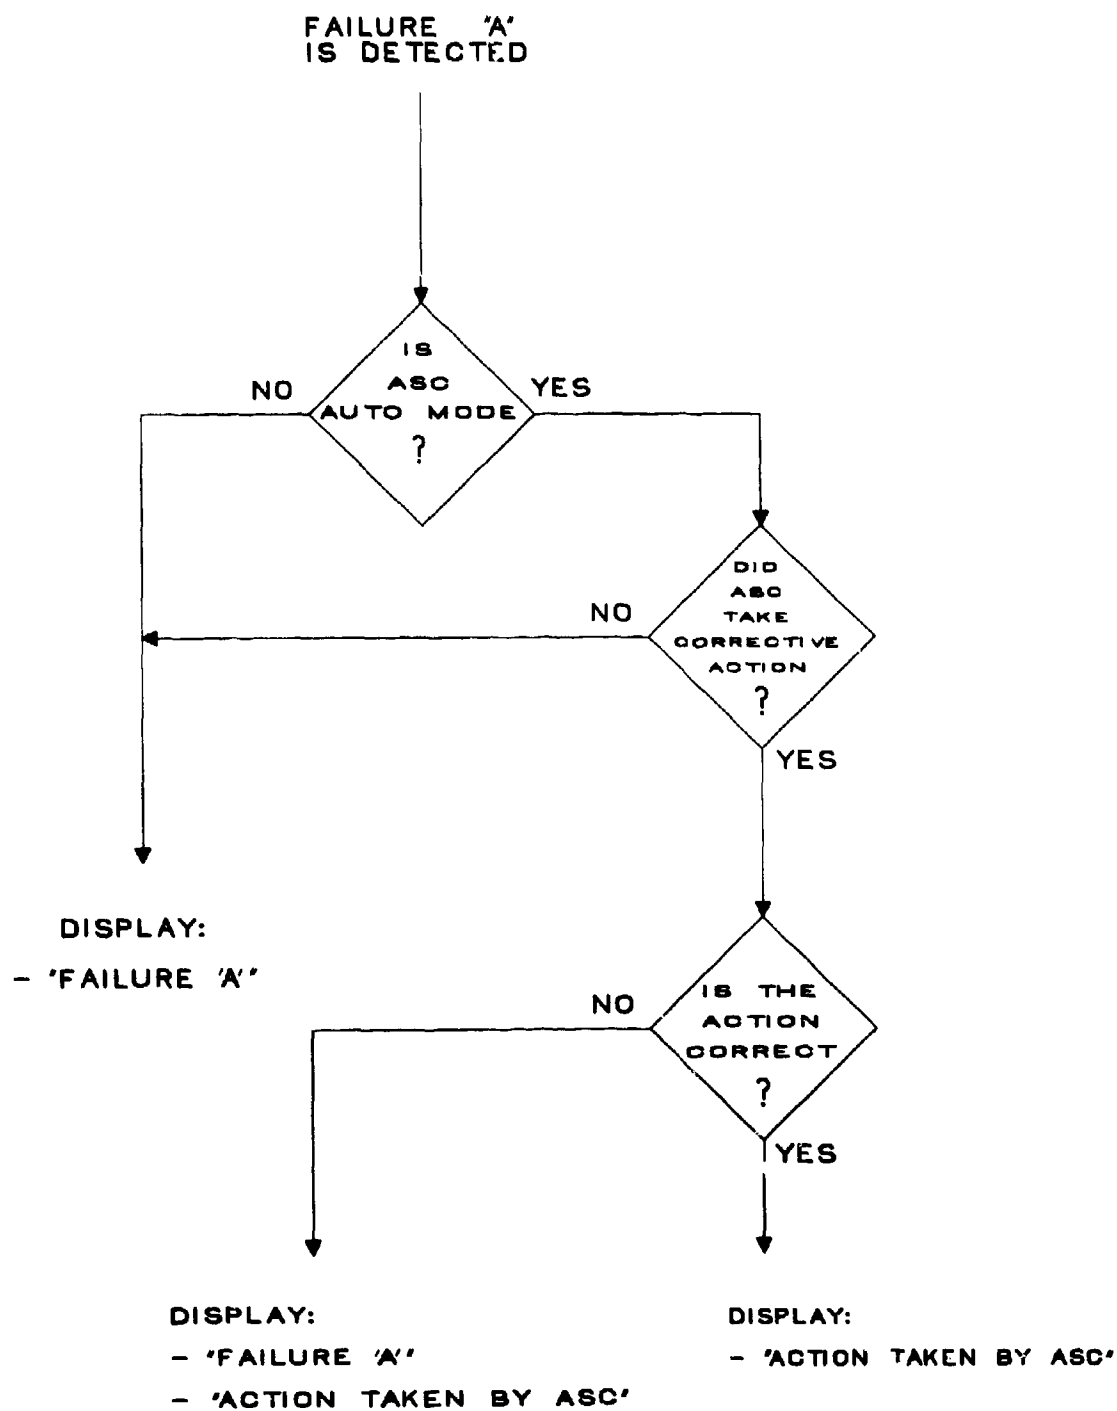 FAILURE "A"
IS DETECTED
IS
ASC
AUTO MODE
?
NO
YES
DID
ASC
TAKE
CORRECTIVE
ACTION
?
NO
YES
DISPLAY:
- "FAILURE 'A'"
IS THE
ACTION
CORRECT
?
NO
YES
DISPLAY:
- "FAILURE 'A'"
- "ACTION TAKEN BY ASC"
DISPLAY:
- "ACTION TAKEN BY ASC"